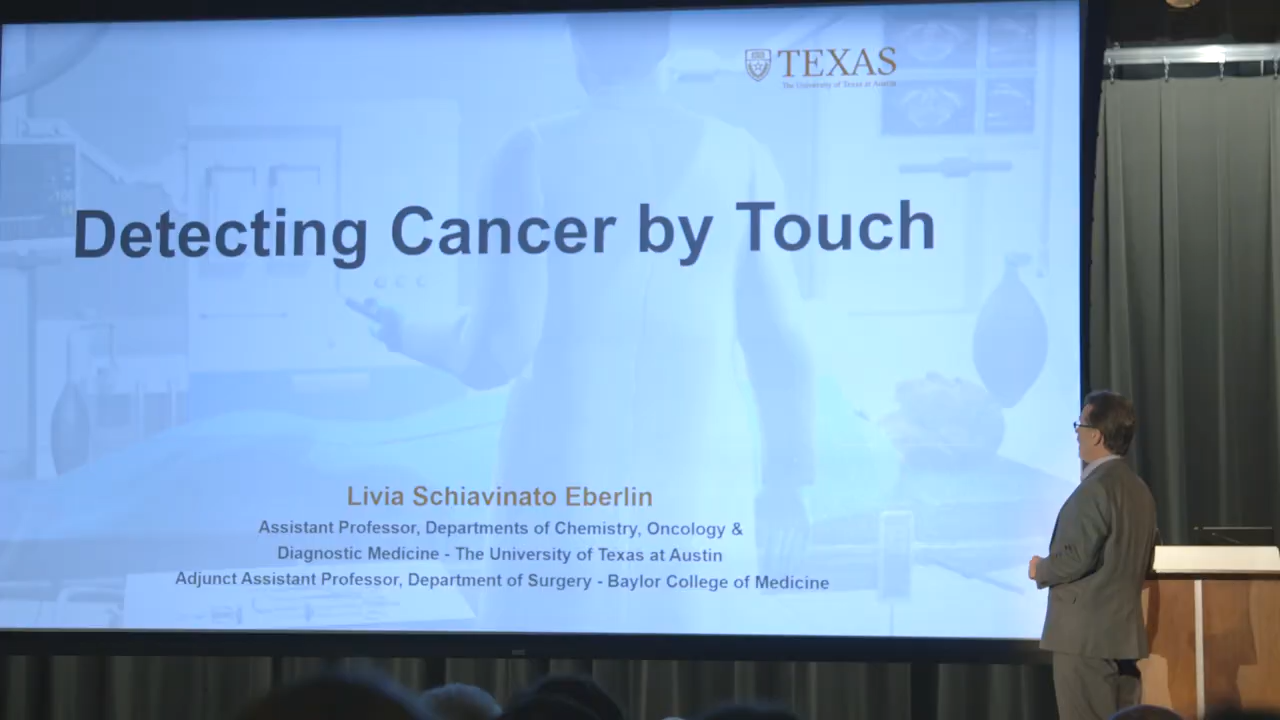 TEXAS
The University of Texas at Austin
Detecting Cancer by Touch
Livia Schiavinato Eberlin
Assistant Professor, Departments of Chemistry, Oncology &
Diagnostic Medicine - The University of Texas at Austin
Adjunct Assistant Professor, Department of Surgery - Baylor College of Medicine